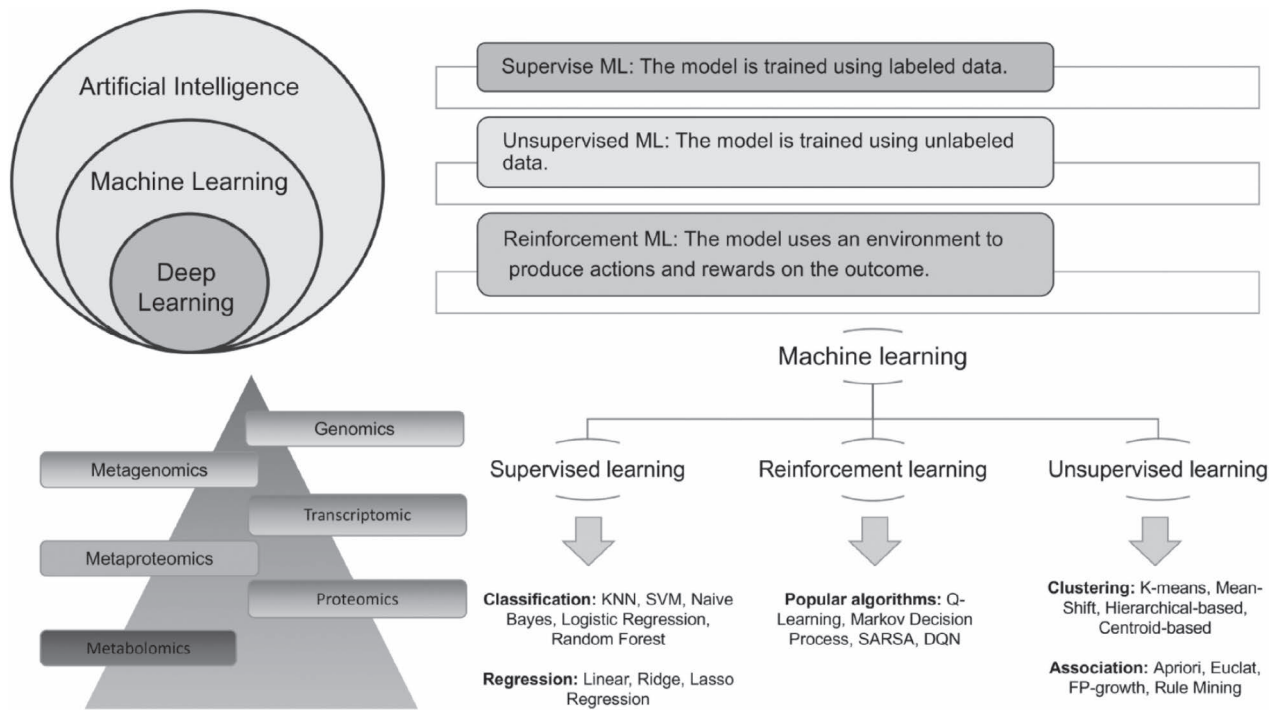 Artificial Intelligence
Machine Learning
Deep
Learning
Supervise ML: The model is trained using labeled data.
Unsupervised ML: The model is trained using unlabeled
data.
Reinforcement ML: The model uses an environment to
produce actions and rewards on the outcome.
Genomics
Metagenomics
Transcriptomic
Metaproteomics
Proteomics
Metabolomics
Machine learning
Supervised learning
Reinforcement learning
Unsupervised learning
Classification: KNN, SVM, Naive
Bayes, Logistic Regression,
Random Forest
Regression: Linear, Ridge, Lasso
Regression
Popular algorithms: Q-
Learning, Markov Decision
Process, SARSA, DQN
Clustering: K-means, Mean-
Shift, Hierarchical-based,
Centroid-based
Association: Apriori, Euclat,
FP-growth, Rule Mining